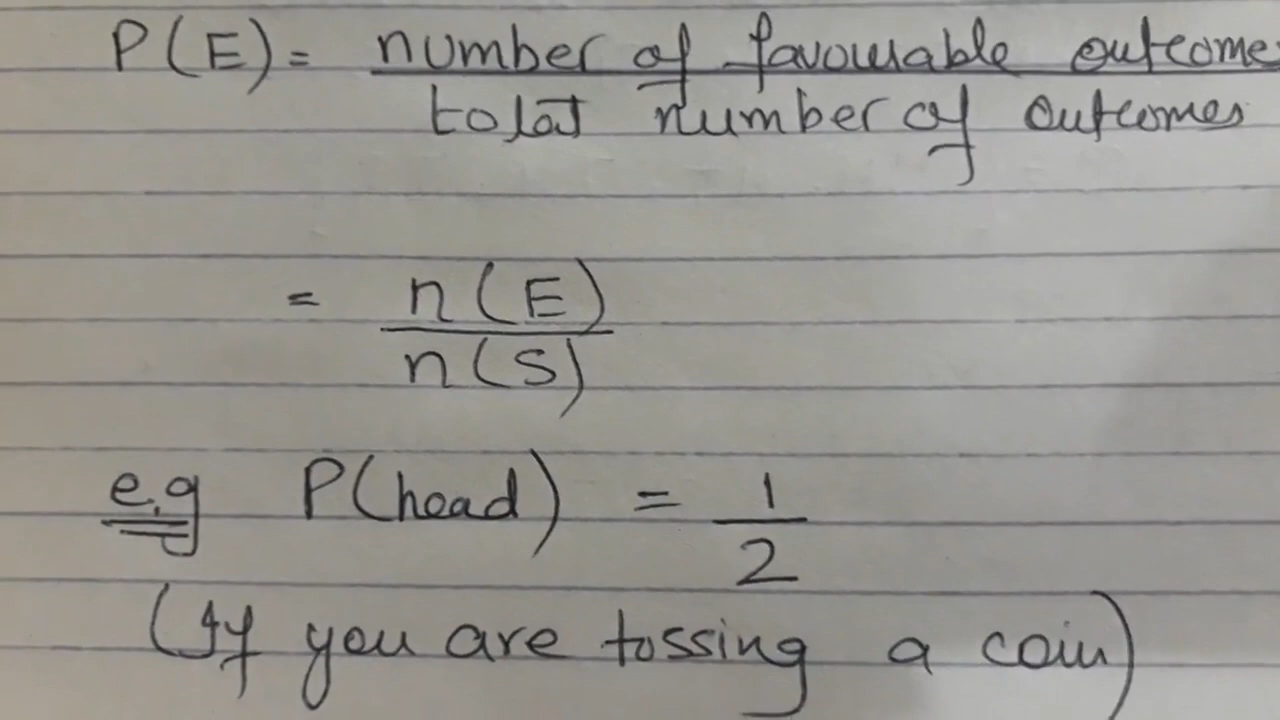 P(E) = number of favourable outcome
total number of outcomes
= n(E)
n(S)
e.g P(head) = 1
2
(If you are tossing a coin)